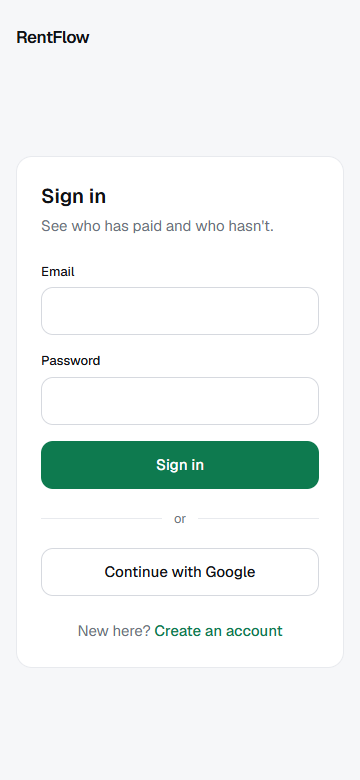 RentFlow
Sign in
See who has paid and who hasn't.
Email
Password
Sign in
or
Continue with Google
New here? Create an account